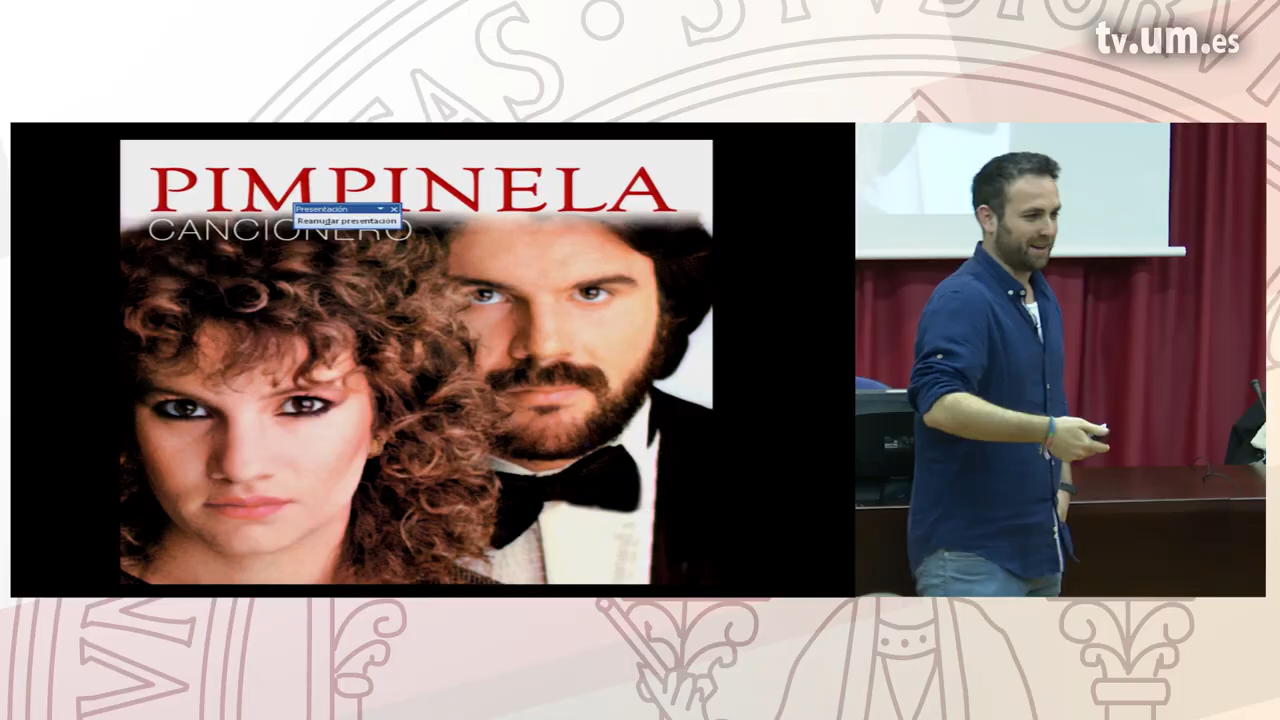 tv.um.es
PIMPINELA
Presentación
Reanudar presentación
CANCIONERO